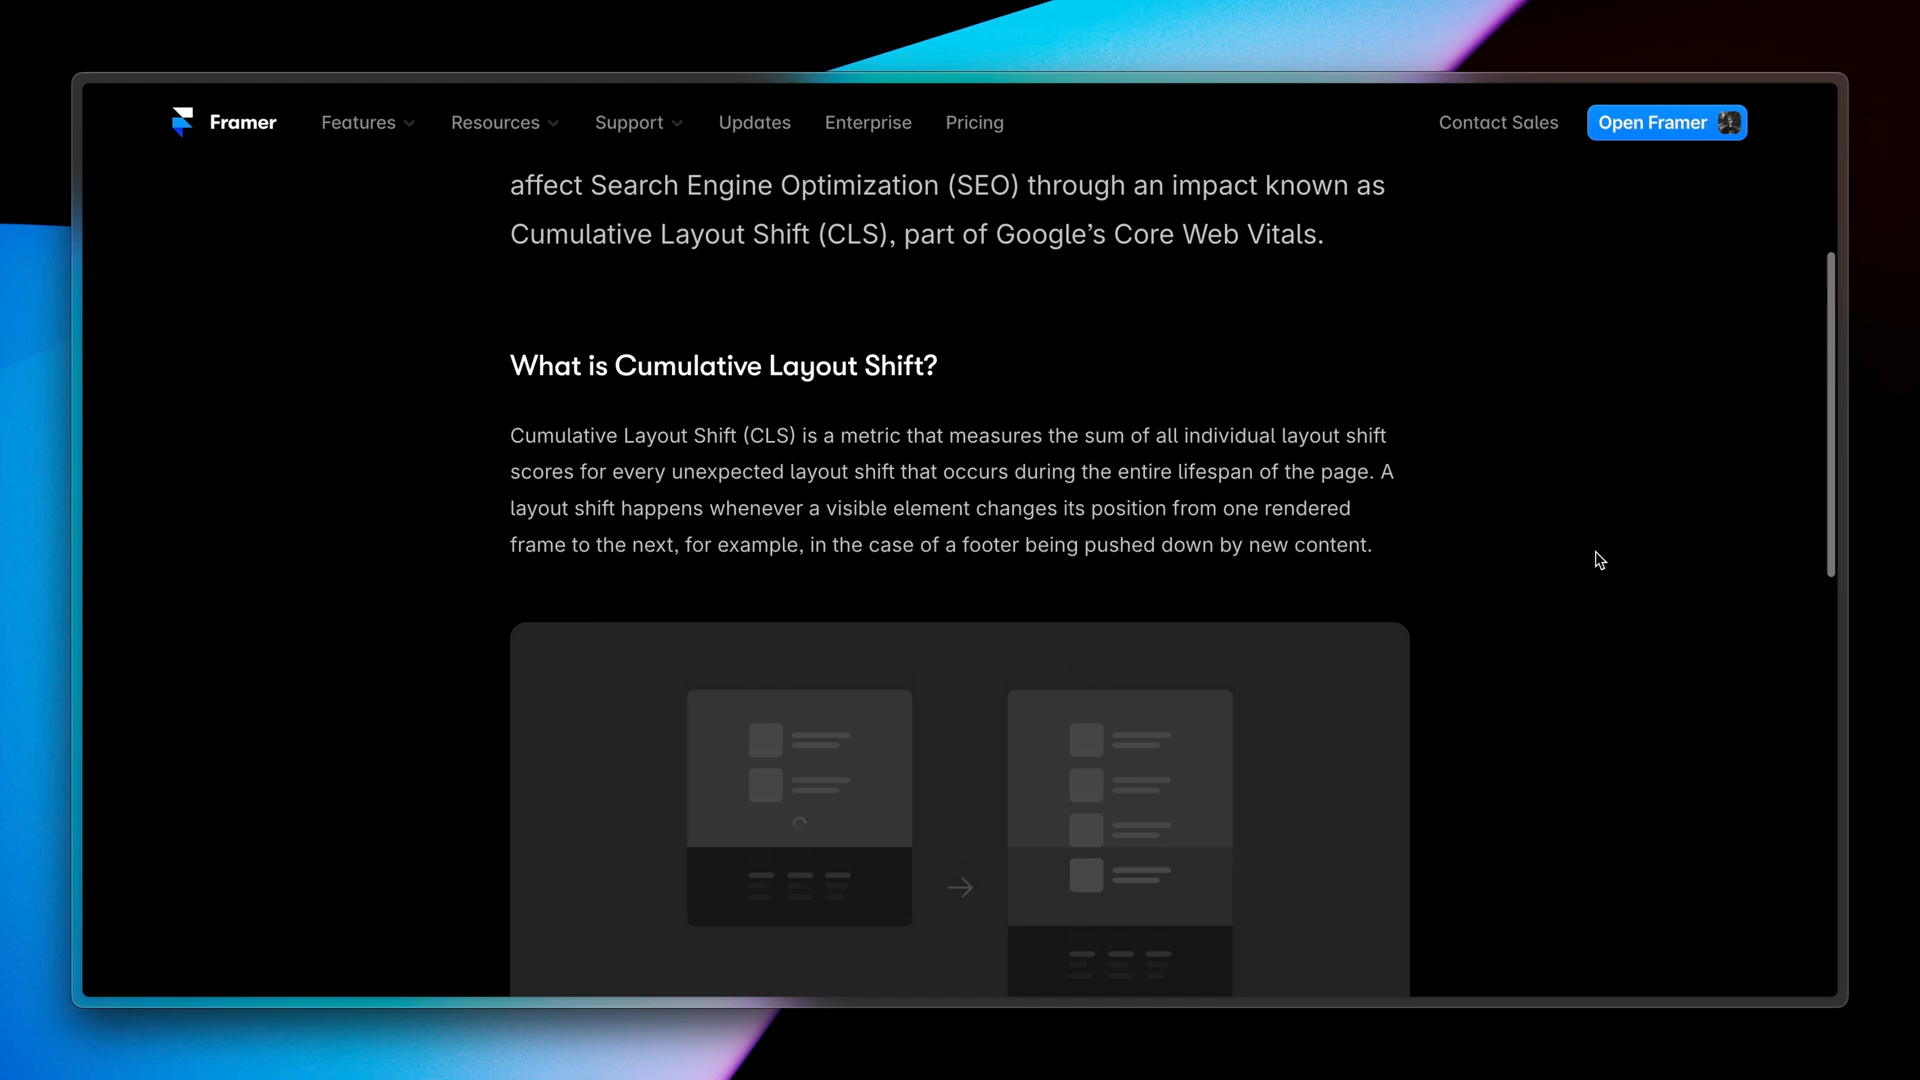 Framer
Features
Resources
Support
Updates
Enterprise
Pricing
Contact Sales
Open Framer
affect Search Engine Optimization (SEO) through an impact known as
Cumulative Layout Shift (CLS), part of Google’s Core Web Vitals.
What is Cumulative Layout Shift?
Cumulative Layout Shift (CLS) is a metric that measures the sum of all individual layout shift
scores for every unexpected layout shift that occurs during the entire lifespan of the page. A
layout shift happens whenever a visible element changes its position from one rendered
frame to the next, for example, in the case of a footer being pushed down by new content.